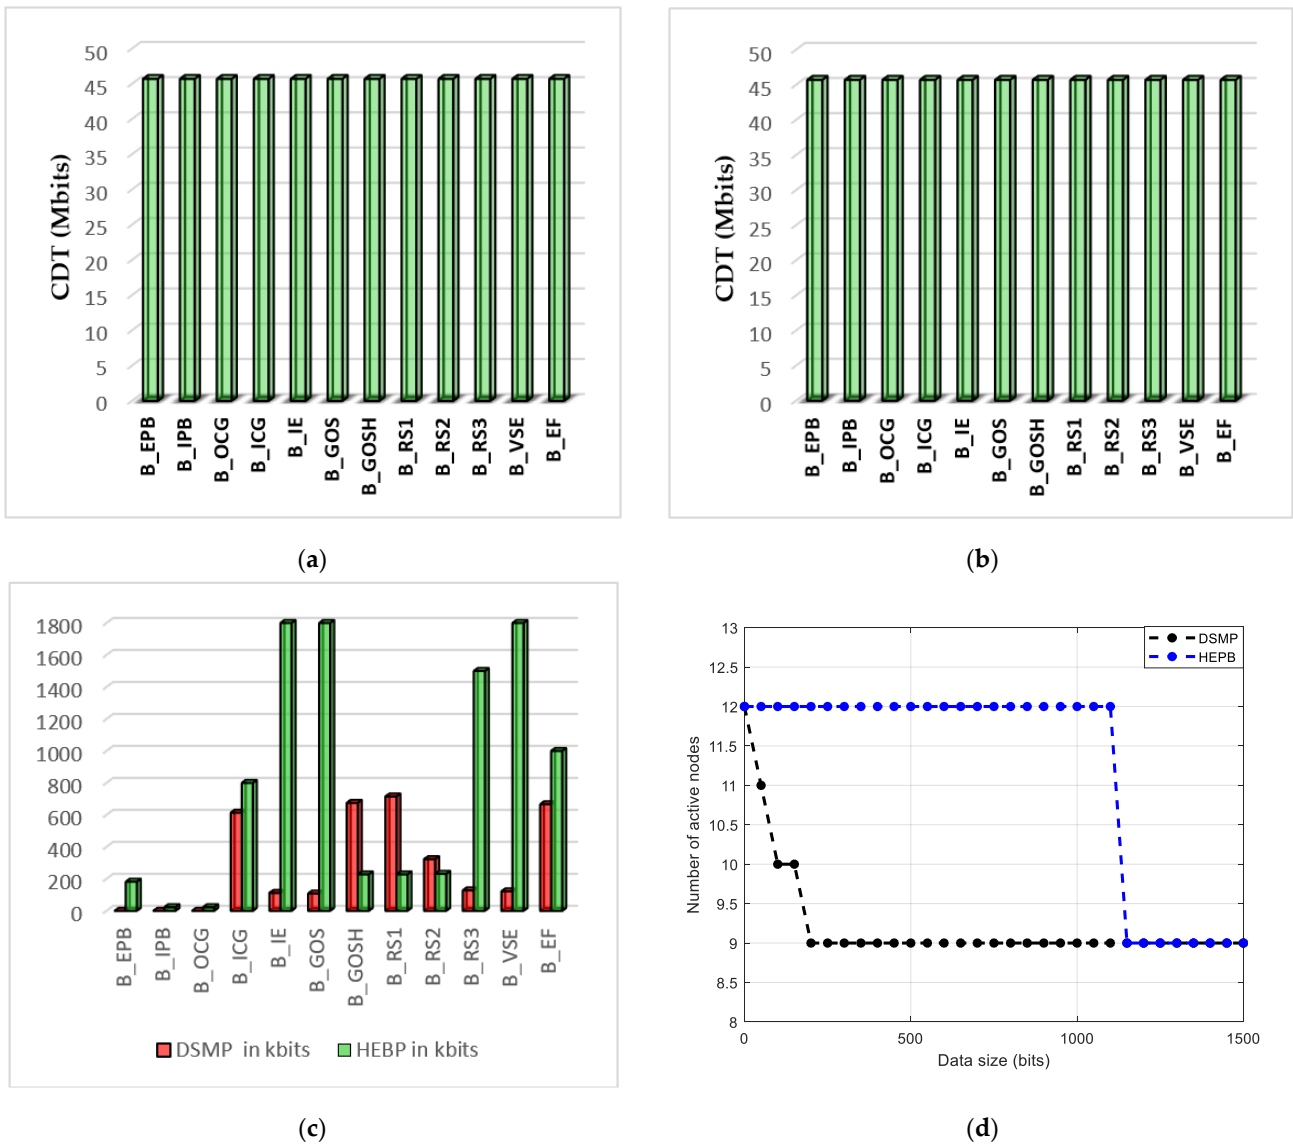 50
45
40
35
30
25
20
15
10
5
0
CDT (Mbits)
B_EPB
B_IPB
B_OCG
B_ICG
B_IE
B_GOS
B_GOSH
B_RS1
B_RS2
B_RS3
B_VSE
B_EF
(a)
50
45
40
35
30
25
20
15
10
5
0
CDT (Mbits)
B_EPB
B_IPB
B_OCG
B_ICG
B_IE
B_GOS
B_GOSH
B_RS1
B_RS2
B_RS3
B_VSE
B_EF
(b)
1800
1600
1400
1200
1000
800
600
400
200
0
B_EPB
B_IPB
B_OCG
B_ICG
B_IE
B_GOS
B_GOSH
B_RS1
B_RS2
B_RS3
B_VSE
B_EF
DSMP in kbits
HEBP in kbits
(c)
13
12.5
12
11.5
11
10.5
10
9.5
9
8.5
8
Number of active nodes
DSMP
HEPB
0 500 1000 1500
Data size (bits)
(d)